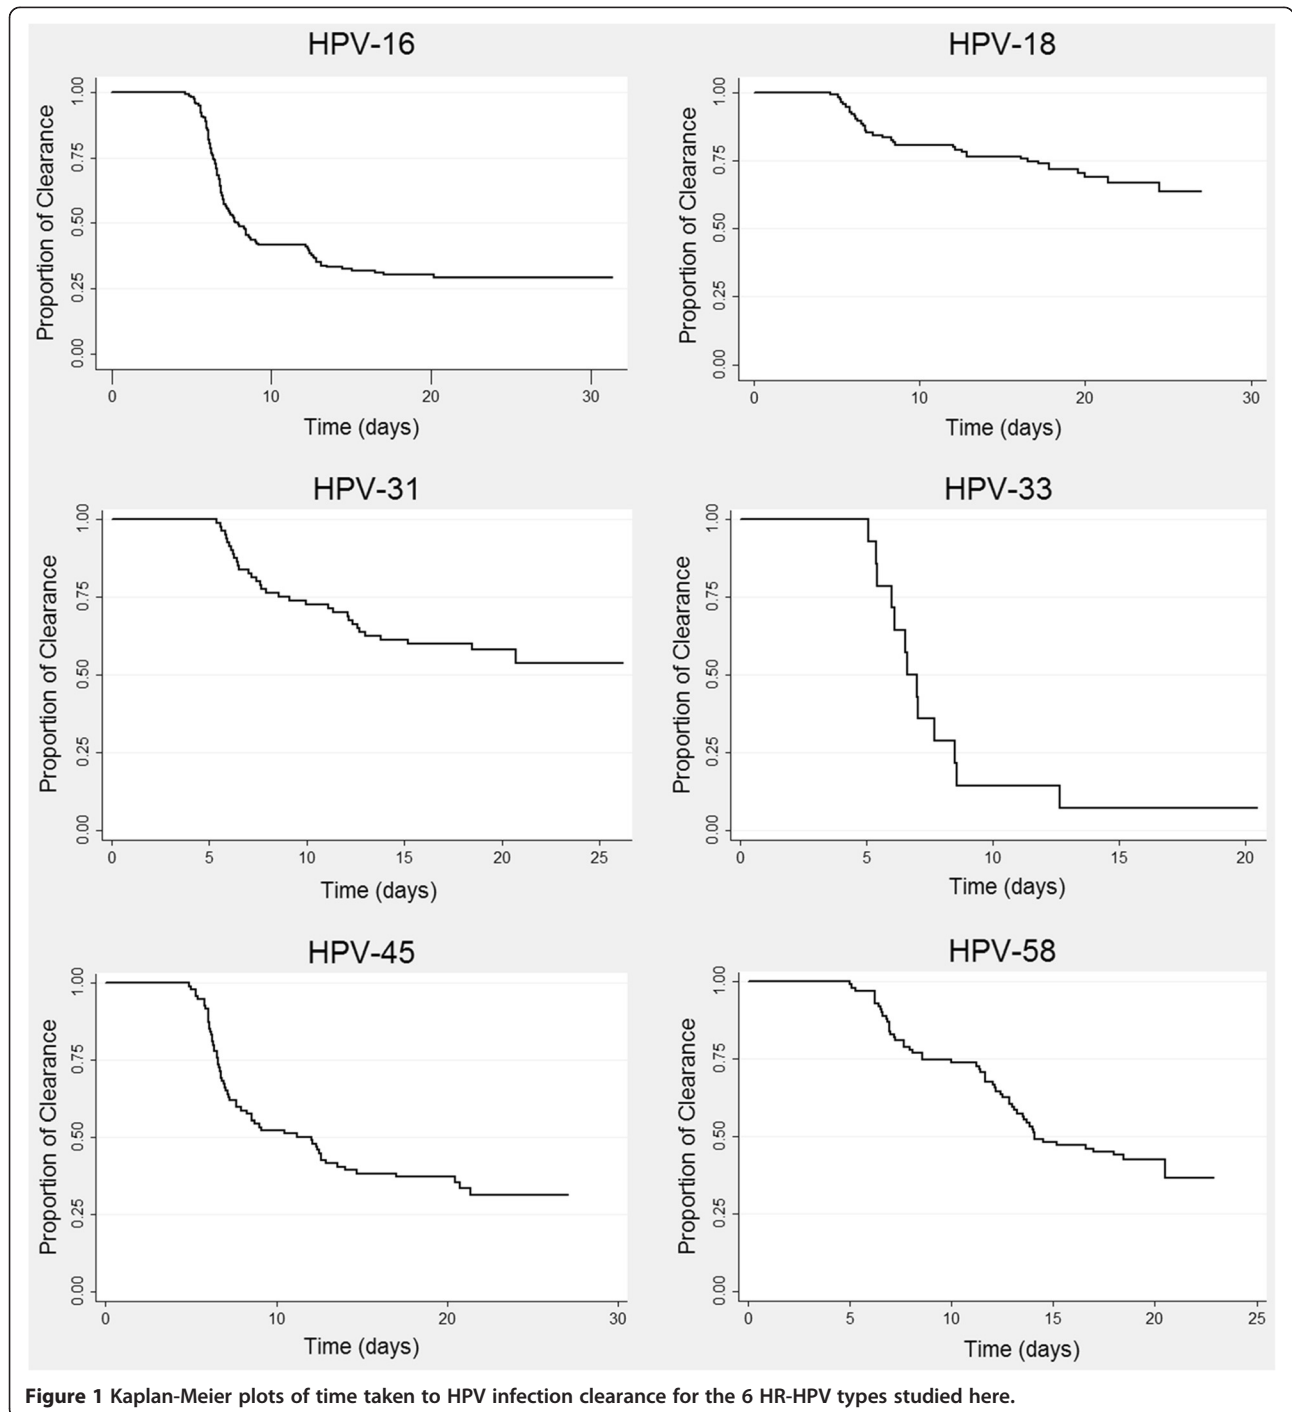 HPV-16
Proportion of Clearance
1.00
0.75
0.50
0.25
0.00
0 10 20 30
Time (days)
HPV-18
Proportion of Clearance
1.00
0.75
0.50
0.25
0.00
0 10 20 30
Time (days)
HPV-31
Proportion of Clearance
1.00
0.75
0.50
0.25
0.00
0 5 10 15 20 25
Time (days)
HPV-33
Proportion of Clearance
1.00
0.75
0.50
0.25
0.00
0 5 10 15 20
Time (days)
HPV-45
Proportion of Clearance
1.00
0.75
0.50
0.25
0.00
0 10 20 30
Time (days)
HPV-58
Proportion of Clearance
1.00
0.75
0.50
0.25
0.00
0 5 10 15 20 25
Time (days)
Figure 1 Kaplan-Meier plots of time taken to HPV infection clearance for the 6 HR-HPV types studied here.